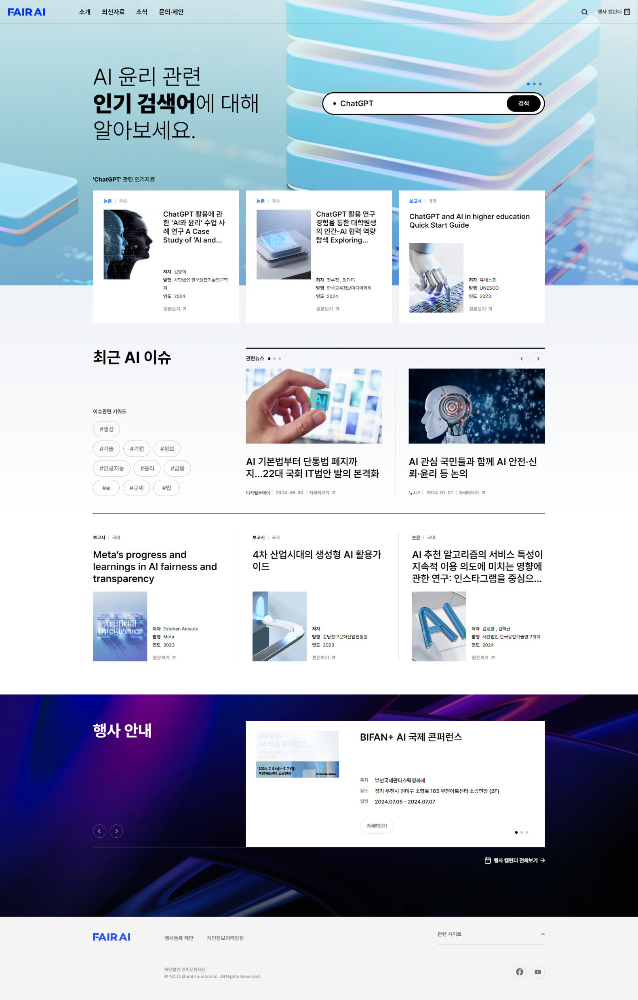 FAIR AI
소개
최신자료
소식
문의·제안
행사 캘린더
AI 윤리 관련
인기 검색어에 대해
알아보세요.
ChatGPT
검색
'ChatGPT' 관련 인기자료
논문 | 국내
ChatGPT 활용에 관
한 ‘AI와 윤리’ 수업 사
례 연구 A Case
Study of ‘AI and...
저자 김양희
발행 사단법인 한국융합기술연구학
회
연도 2024
원문보기
논문 | 국내
AI
ChatGPT 활용 연구
경험을 통한 대학원생
의 인간-AI 협력 역량
탐색 Exploring...
저자 정수정 , 임다미
발행 한국교육정보미디어학회
연도 2024
원문보기
보고서 | 국외
ChatGPT and AI in higher education
Quick Start Guide
저자 유네스코
발행 UNESCO
연도 2023
원문보기
최근 AI 이슈
이슈관련 키워드
#생성
#기술 #기업 #정보
#인공지능 #윤리 #금융
#ai #규제 #법
관련뉴스
AI
AI 기본법부터 단통법 폐지까
지...22대 국회 IT법안 발의 본격화
디지털투데이 | 2024-06-30 | 자세히보기
AI 관심 국민들과 함께 AI 안전·신
뢰·윤리 등 논의
뉴시스 | 2024-07-01 | 자세히보기
보고서 | 국외
Meta’s progress and
learnings in AI fairness and
transparency
Artificial
Intelligence
저자 Esteban Arcaute
발행 Meta
연도 2023
원문보기
보고서 | 국내
4차 산업시대의 생성형 AI 활용가
이드
저자
발행 충남정보문화산업진흥원
연도 2023
원문보기
논문 | 국내
AI 추천 알고리즘의 서비스 특성이
지속적 이용 의도에 미치는 영향에
관한 연구: 인스타그램을 중심으...
AI
저자 김성환 , 김하균
발행 사단법인 한국융합기술연구학회
연도 2024
원문보기
행사 안내
BIFAN+
AI 국제 콘퍼런스
2024. 7. 5 (금)—7. 7 (일)
부천아트센터 소공연장
부천국제판타스틱영화제
BIFAN+ AI 국제 콘퍼런스
주최 부천국제판타스틱영화제
장소 경기 부천시 원미구 소향로 165 부천아트센터 소공연장 (2F)
일정 2024.07.05 - 2024.07.07
자세히보기
행사 캘린더 전체보기
FAIR AI
행사등록 제안
개인정보처리방침
관련 사이트
재단법인 엔씨문화재단
© NC Cultural Foundation. All Rights Reserved.